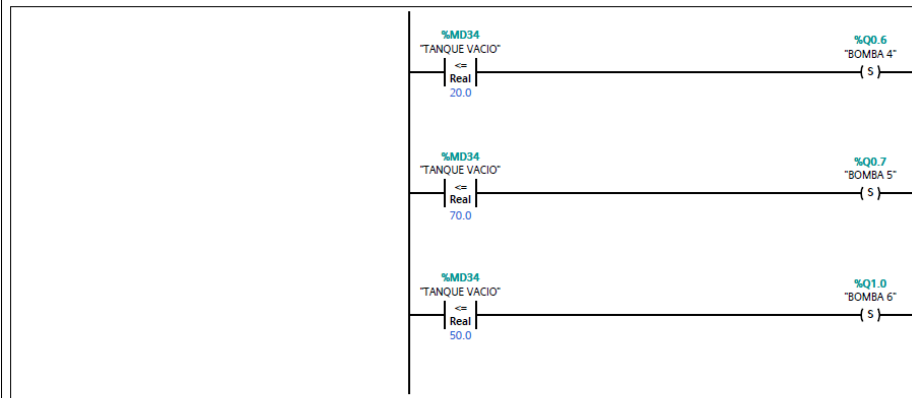 %MD34
"TANQUE VACIO"
<=
Real
20.0
%Q0.6
"BOMBA 4"
( S )
%MD34
"TANQUE VACIO"
<=
Real
70.0
%Q0.7
"BOMBA 5"
( S )
%MD34
"TANQUE VACIO"
<=
Real
50.0
%Q1.0
"BOMBA 6"
( S )